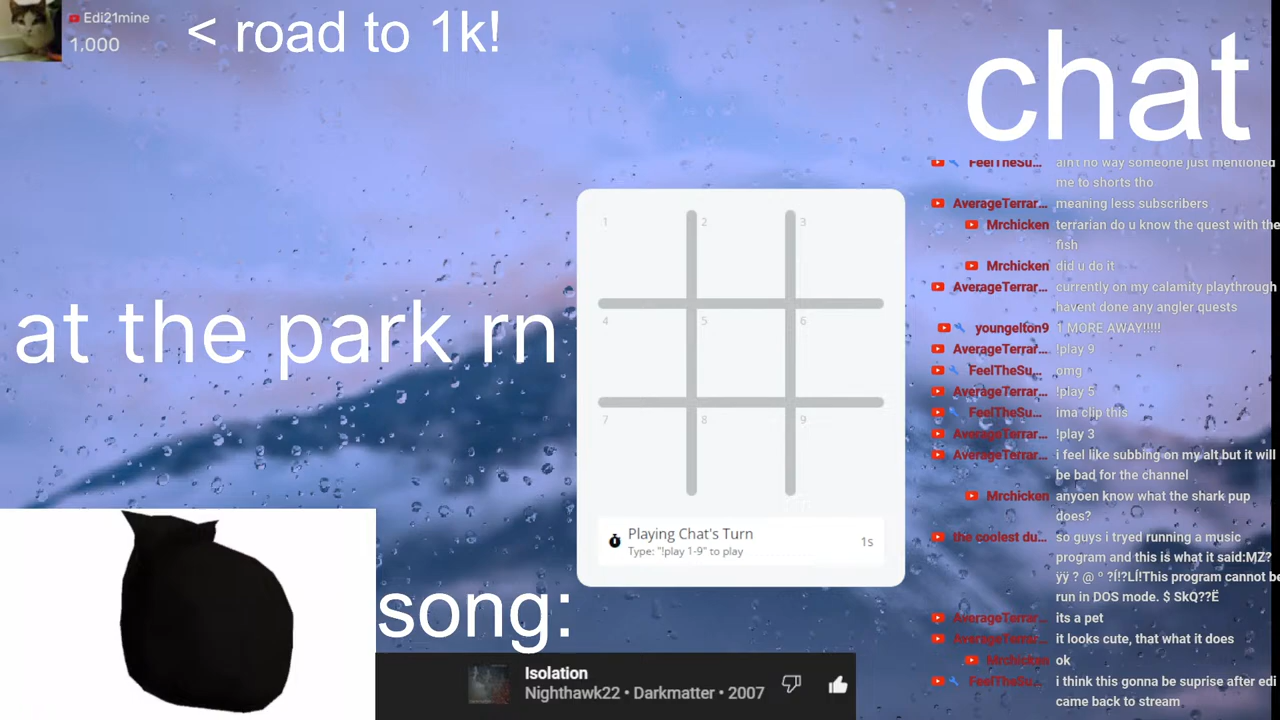 Edi21mine
1,000
< road to 1k!
chat
FeelTheSu... ain't no way someone just mentioned
me to shorts tho
AverageTerrar... meaning less subscribers
Mrchicken terrarian do u know the quest with the
fish
Mrchicken did u do it
AverageTerrar... currently on my calamity playthrough
havent done any angler quests
youngelton9 1 MORE AWAY!!!!!
AverageTerrar... !play 9
FeelTheSu... omg
AverageTerrar... !play 5
FeelTheSu... ima clip this
AverageTerrar... !play 3
AverageTerrar... i feel like subbing on my alt but it will
be bad for the channel
Mrchicken anyoen know what the shark pup
does?
the coolest du... so guys i tryed running a music
program and this is what it said:MZ?
ÿÿ ? @ º ?Í!?LÍ!This program cannot be
run in DOS mode. $ SkQ??Ë
AverageTerrar... its a pet
AverageTerrar... it looks cute, that what it does
Mrchicken ok
FeelTheSu... i think this gonna be suprise after edi
came back to stream
1 2 3
4 5 6
7 8 9
Playing Chat's Turn
Type: "!play 1-9" to play
1s
at the park rn
song:
Isolation
Nighthawk22 • Darkmatter • 2007